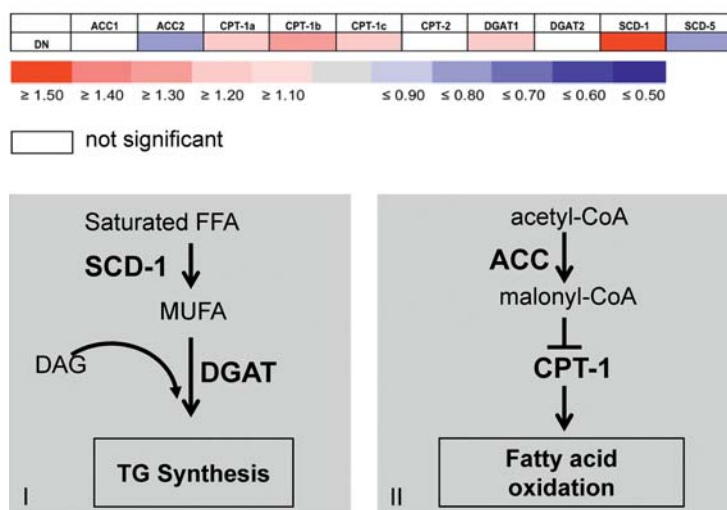 ACC1 ACC2 CPT-1a CPT-1b CPT-1c CPT-2 DGAT1 DGAT2 SCD-1 SCD-5
DN
≥ 1.50 ≥ 1.40 ≥ 1.30 ≥ 1.20 ≥ 1.10 ≤ 0.90 ≤ 0.80 ≤ 0.70 ≤ 0.60 ≤ 0.50
not significant
Saturated FFA
SCD-1
MUFA
DAG
DGAT
TG Synthesis
I
acetyl-CoA
ACC
malonyl-CoA
CPT-1
Fatty acid
oxidation
II